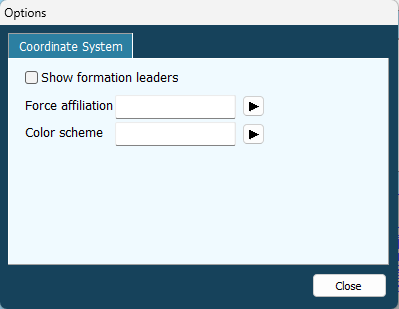 Options
Coordinate System
Show formation leaders
Force affiliation
Color scheme
Close